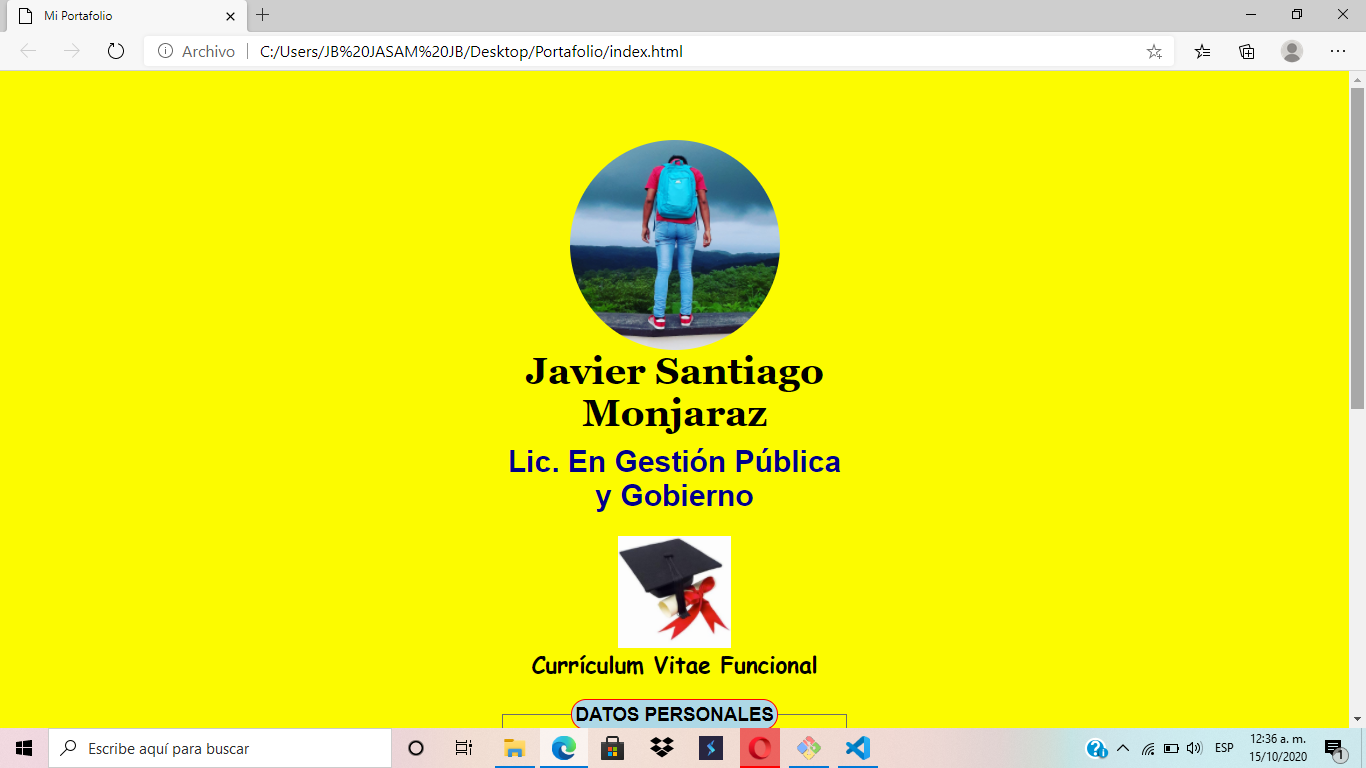 Mi Portafolio
Archivo
C:/Users/JB%20JASAM%20JB/Desktop/Portafolio/index.html
Javier Santiago
Monjaraz
Lic. En Gestión Pública
y Gobierno
Currículum Vitae Funcional
DATOS PERSONALES
Escribe aquí para buscar
ESP
12:36 a. m.
15/10/2020
1